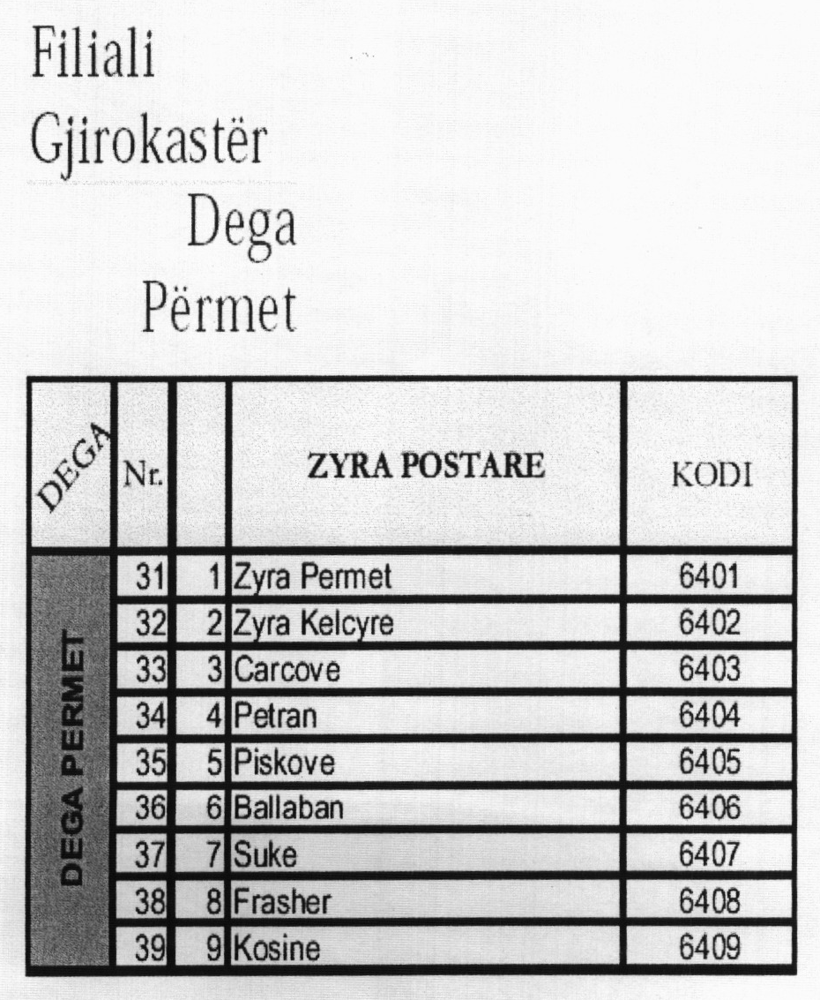 Filiali
Gjirokastër
Dega
Përmet
DEGA Nr. ZYRA POSTARE KODI
DEGA PERMET
31 1 Zyra Permet 6401
32 2 Zyra Kelcyre 6402
33 3 Carcove 6403
34 4 Petran 6404
35 5 Piskove 6405
36 6 Ballaban 6406
37 7 Suke 6407
38 8 Frasher 6408
39 9 Kosine 6409